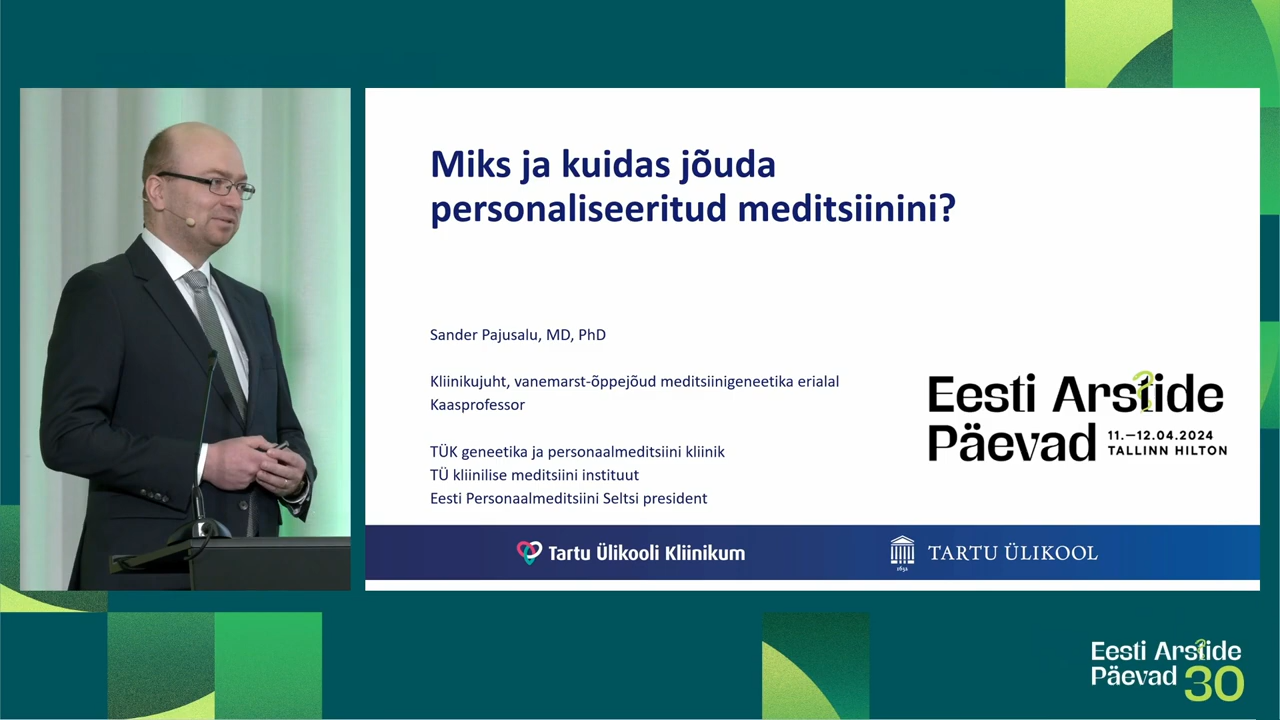 Miks ja kuidas jõuda
personaliseeritud meditsiinini?
Sander Pajusalu, MD, PhD
Kliinikujuht, vanemarst-õppejõud meditsiinigeneetika erialal
Kaasprofessor
TÜK geneetika ja personaalmeditsiini kliinik
TÜ kliinilise meditsiini instituut
Eesti Personaalmeditsiini Seltsi president
Eesti Arstide
Päevad
11.–12.04.2024
TALLINN HILTON
Tartu Ülikooli Kliinikum
1632
TARTU ÜLIKOOL
Eesti Arstide
Päevad 30